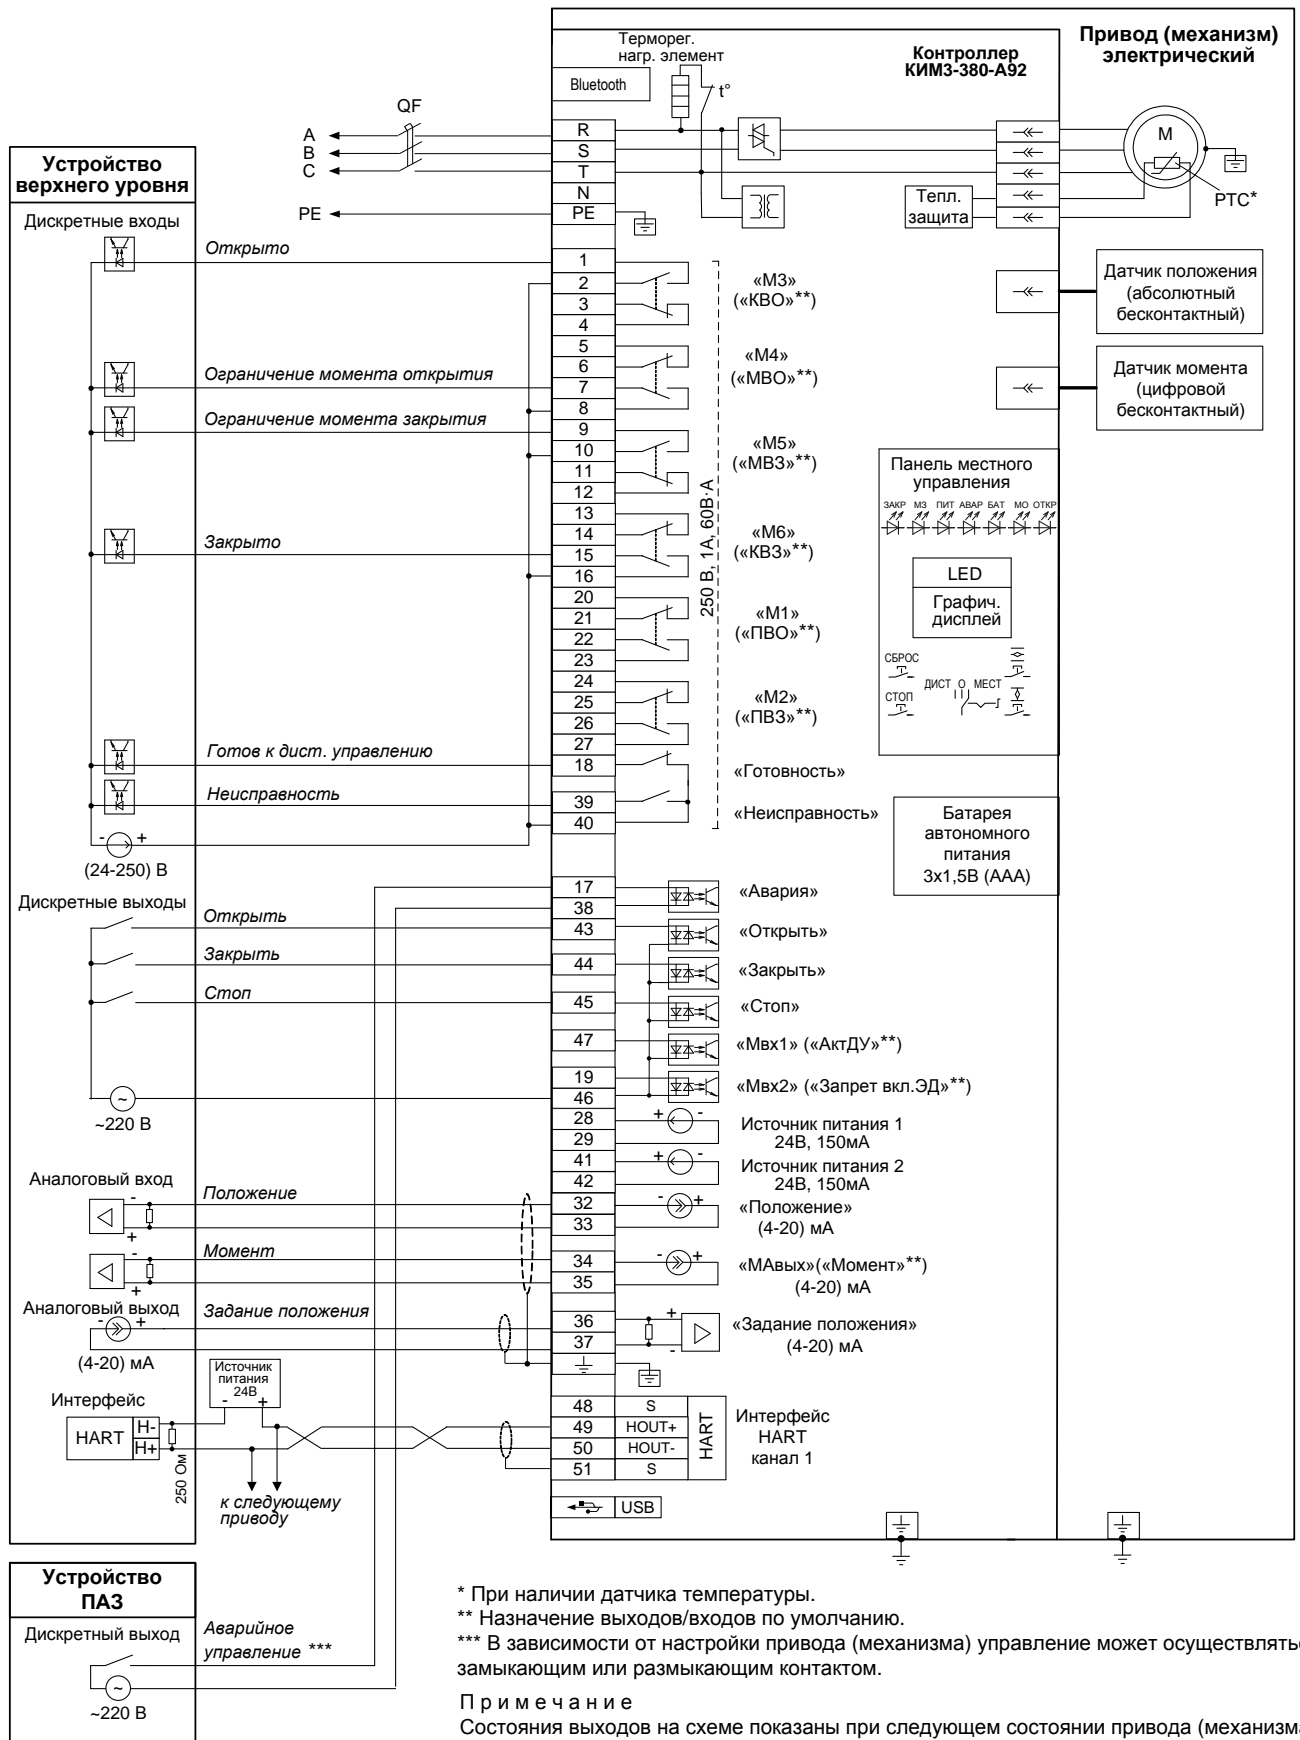 Привод (механизм)
электрический
Контроллер
КИМ3-380-А92
Терморег.
нагр. элемент
Bluetooth
t°
QF
A
B
C
PE
R
S
T
N
PE
M
PTC*
Тепл.
защита
Устройство
верхнего уровня
Дискретные входы
Открыто
1
2
3
4
«М3»
(«КВО»**)
Датчик положения
(абсолютный
бесконтактный)
5
6
7
8
«М4»
(«МВО»**)
Ограничение момента открытия
Датчик момента
(цифровой
бесконтактный)
Ограничение момента закрытия
9
10
11
12
«М5»
(«МВЗ»**)
250 В, 1А, 60В·А
Панель местного
управления
ЗАКР МЗ ПИТ АВАР БАТ МО ОТКР
Закрыто
13
14
15
16
«М6»
(«КВЗ»**)
LED
Графич.
дисплей
20
21
22
23
«М1»
(«ПВО»**)
СБРОС
СТОП
ДИСТ О МЕСТ
24
25
26
27
«М2»
(«ПВЗ»**)
Готов к дист. управлению
18
«Готовность»
Неисправность
39
40
«Неисправность»
- +
(24-250) В
Батарея
автономного
питания
3х1,5В (ААА)
Дискретные выходы
17
38
«Авария»
Открыть
43
«Открыть»
Закрыть
44
«Закрыть»
Стоп
45
«Стоп»
47
«Мвх1» («АктДУ»**)
19
46
«Мвх2» («Запрет вкл.ЭД»**)
~
~220 В
28
29
+ -
Источник питания 1
24В, 150мА
41
42
+ -
Источник питания 2
24В, 150мА
Аналоговый вход
-
+
Положение
32
33
- +
«Положение»
(4-20) мА
-
+
Момент
34
35
- +
«МАвых»(«Момент»**)
(4-20) мА
Аналоговый выход
- +
(4-20) мА
Задание положения
36
37
+
-
«Задание положения»
(4-20) мА
Источник
питания
24В
- +
Интерфейс
HART
H-
H+
250 Ом
к следующему
приводу
48 S
49 HOUT+
50 HOUT-
51 S
HART
Интерфейс
HART
канал 1
USB
Устройство
ПАЗ
Дискретный выход
Аварийное
управление ***
~
~220 В
* При наличии датчика температуры.
** Назначение выходов/входов по умолчанию.
*** В зависимости от настройки привода (механизма) управление может осуществлятьс
замыкающим или размыкающим контактом.
Примечание
Состояния выходов на схеме показаны при следующем состоянии привода (механизма